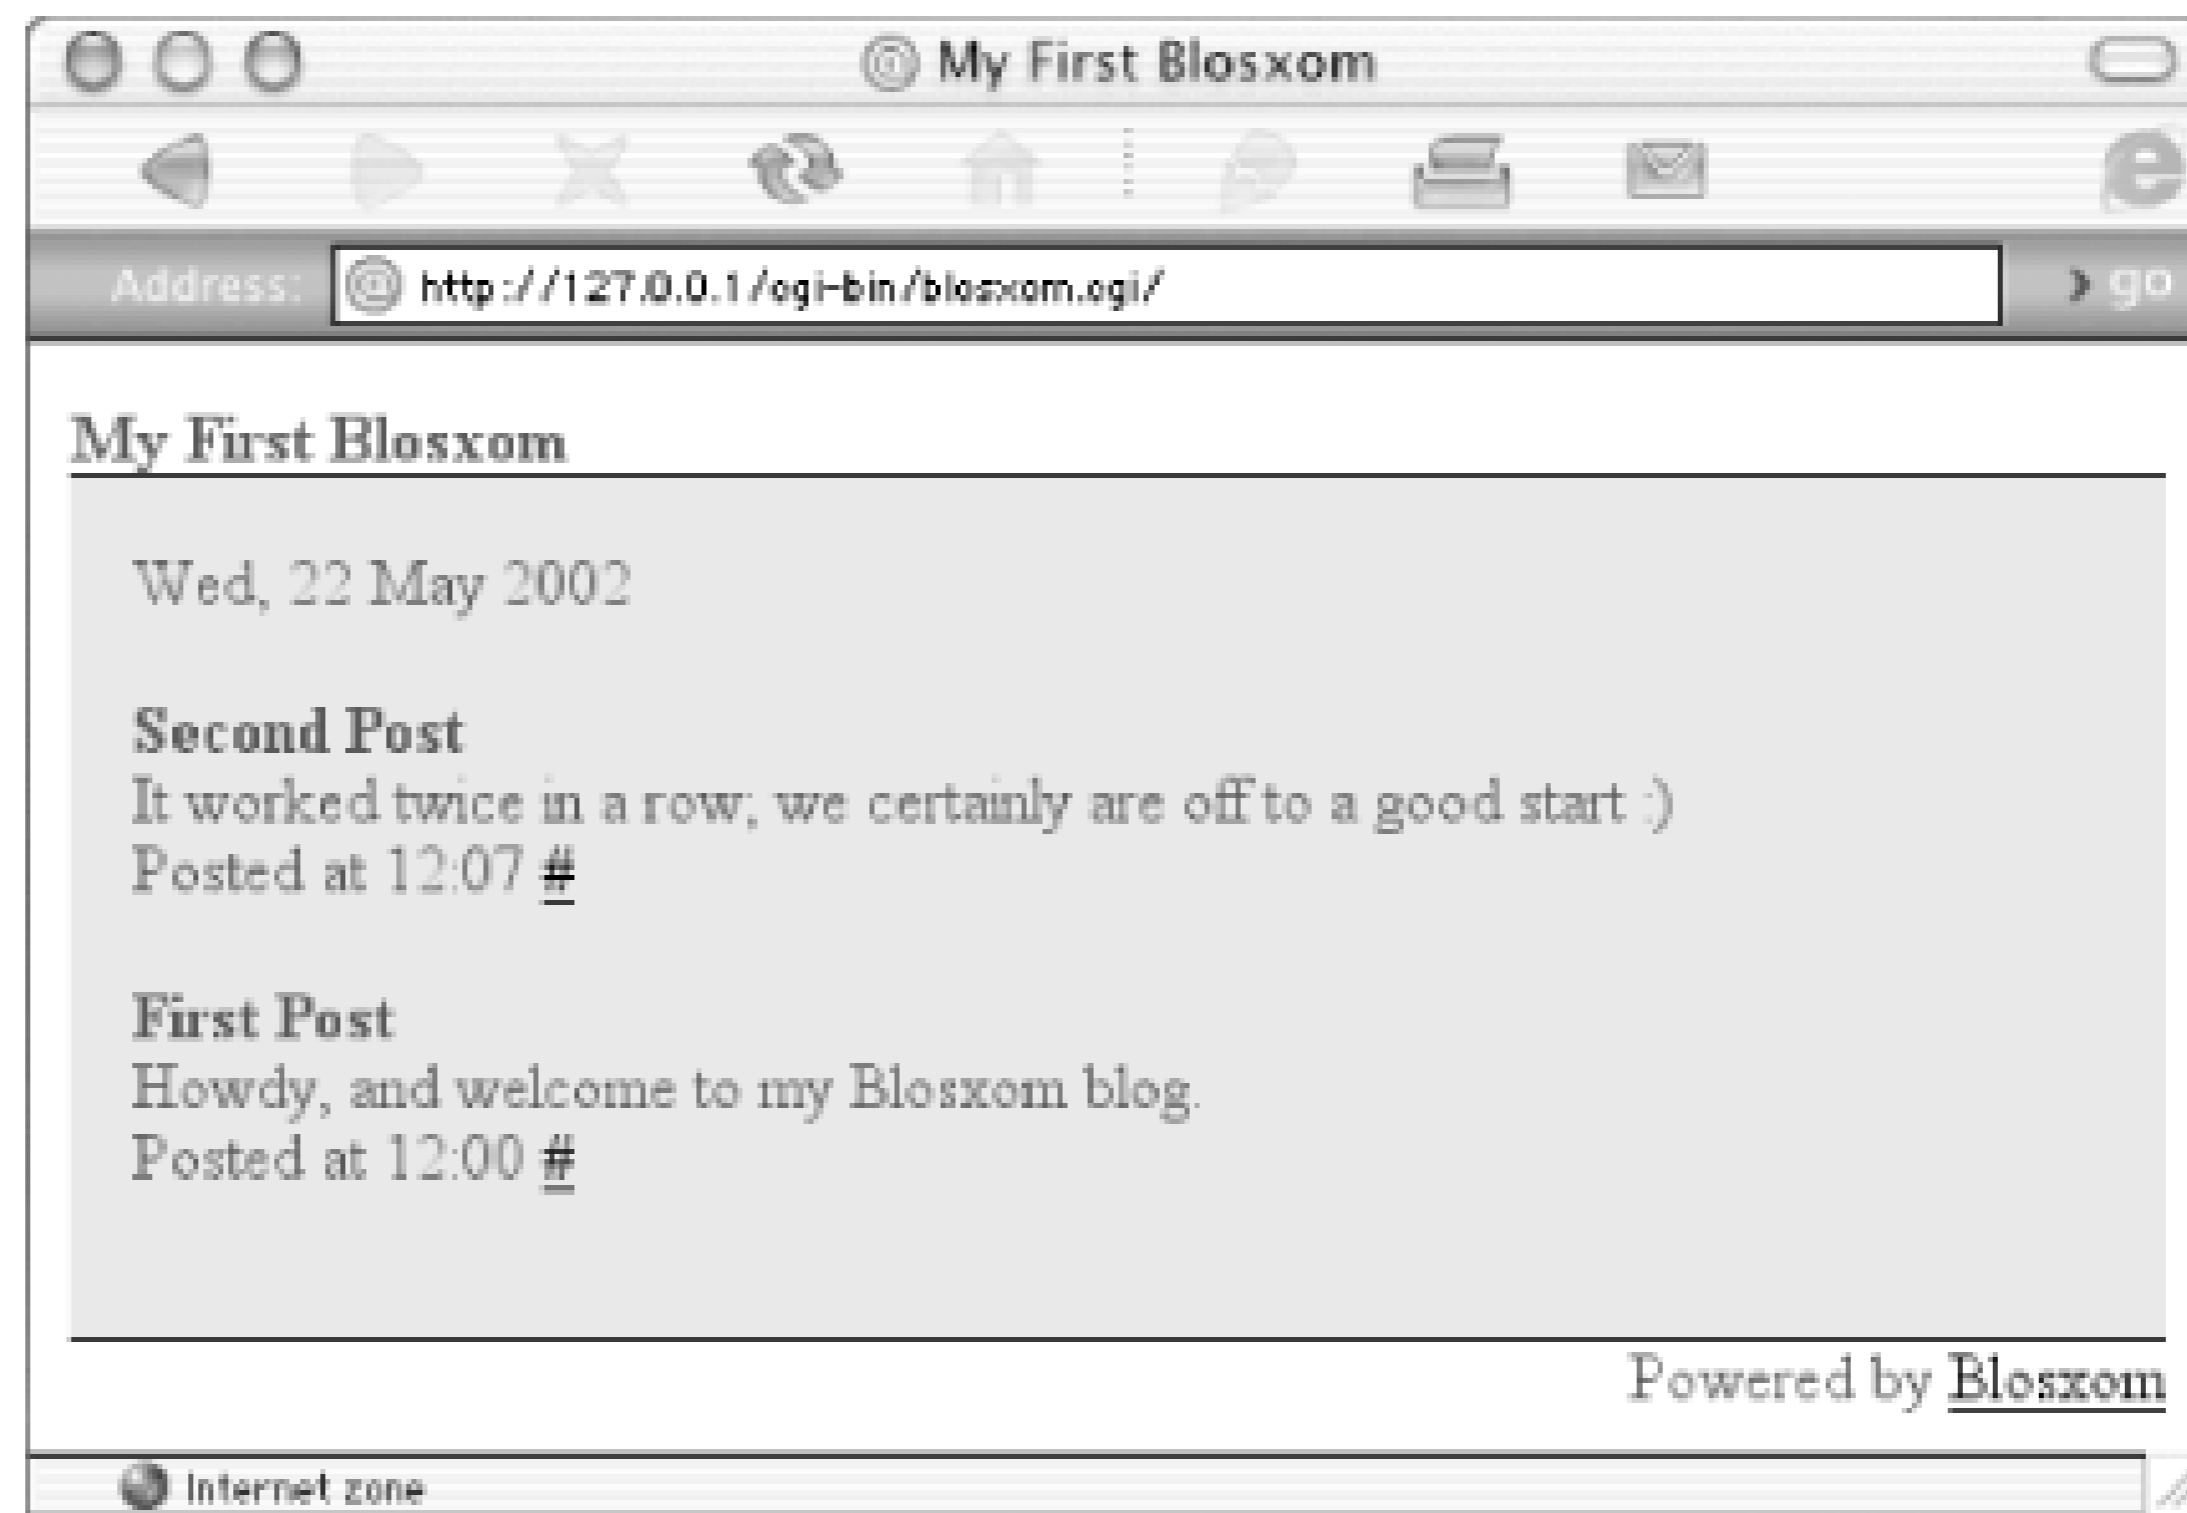 My First Blosxom
Address: http://127.0.0.1/cgi-bin/blosxom.cgi/ go
My First Blosxom
Wed, 22 May 2002
Second Post
It worked twice in a row; we certainly are off to a good start :)
Posted at 12:07 #
First Post
Howdy, and welcome to my Blosxom blog.
Posted at 12:00 #
Powered by Blosxom
Internet zone